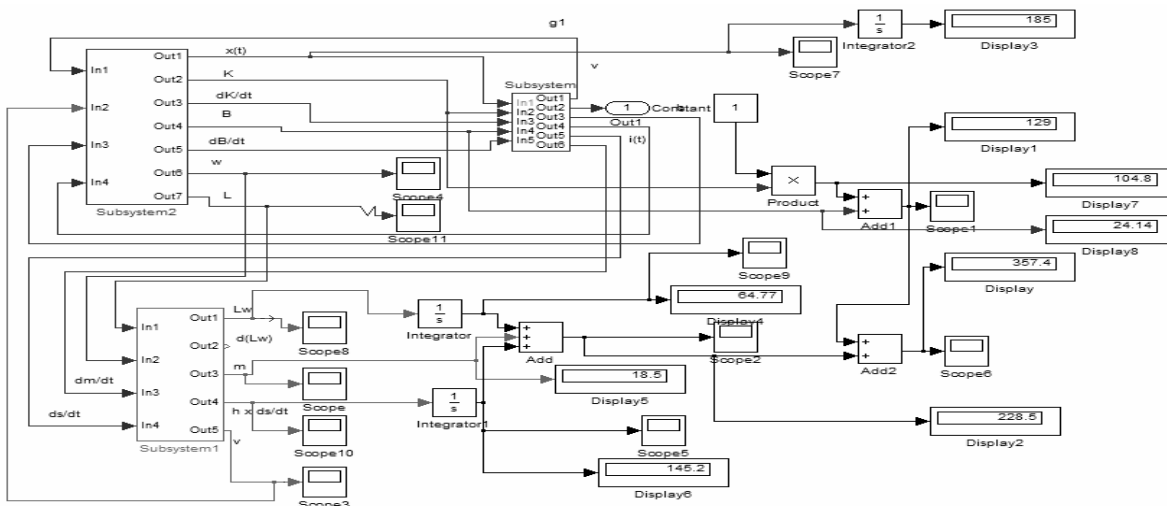 g1
1
s
Integrator2
185
Display3
Scope7
v
x(t)
K
dK/dt
B
dB/dt
w
L
In1
In2
In3
In4
Out1
Out2
Out3
Out4
Out5
Out6
Out7
Subsystem2
Subsystem
In1
In2
In3
In4
In5
Out1
Out2
Out3
Out4
Out5
Out6
1
Out1
i(t)
1
129
Display1
Scope4
Scope11
×
Product
104.8
Display7
+
+
Add1
Scope1
24.14
Display8
Scope9
357.4
Display
64.77
Display4
In1
In2
In3
In4
Out1
Out2
Out3
Out4
Out5
Subsystem1
Lw
d(Lw)
m
h x ds/dt
v
dm/dt
ds/dt
Scope8
Scope
Scope10
Scope3
1
s
Integrator
1
s
Integrator1
+
+
+
Add
Scope2
+
+
Add2
Scope6
18.5
Display5
Scope5
228.5
Display2
145.2
Display6